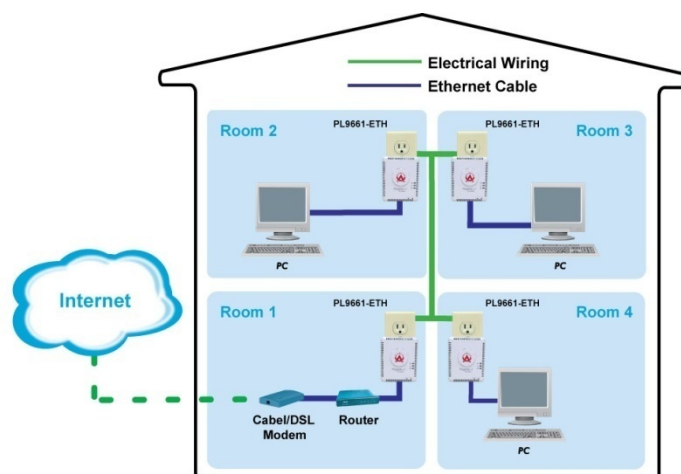 Electrical Wiring
Ethernet Cable
Room 2
PL9661-ETH
PC
PL9661-ETH
Room 3
PC
Internet
Room 1
PL9661-ETH
Cabel/DSL
Modem
Router
PL9661-ETH
Room 4
PC